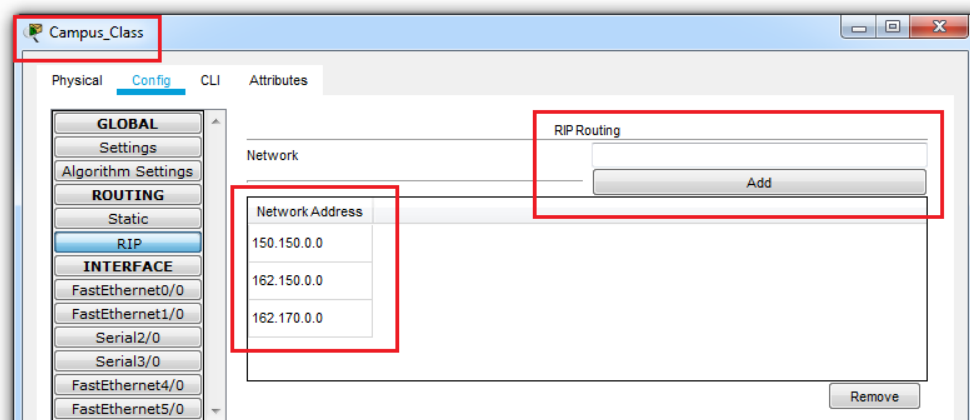 Campus_Class
Physical Config CLI Attributes
GLOBAL
Settings
Algorithm Settings
ROUTING
Static
RIP
INTERFACE
FastEthernet0/0
FastEthernet1/0
Serial2/0
Serial3/0
FastEthernet4/0
FastEthernet5/0
RIP Routing
Network
Add
Network Address
150.150.0.0
162.150.0.0
162.170.0.0
Remove